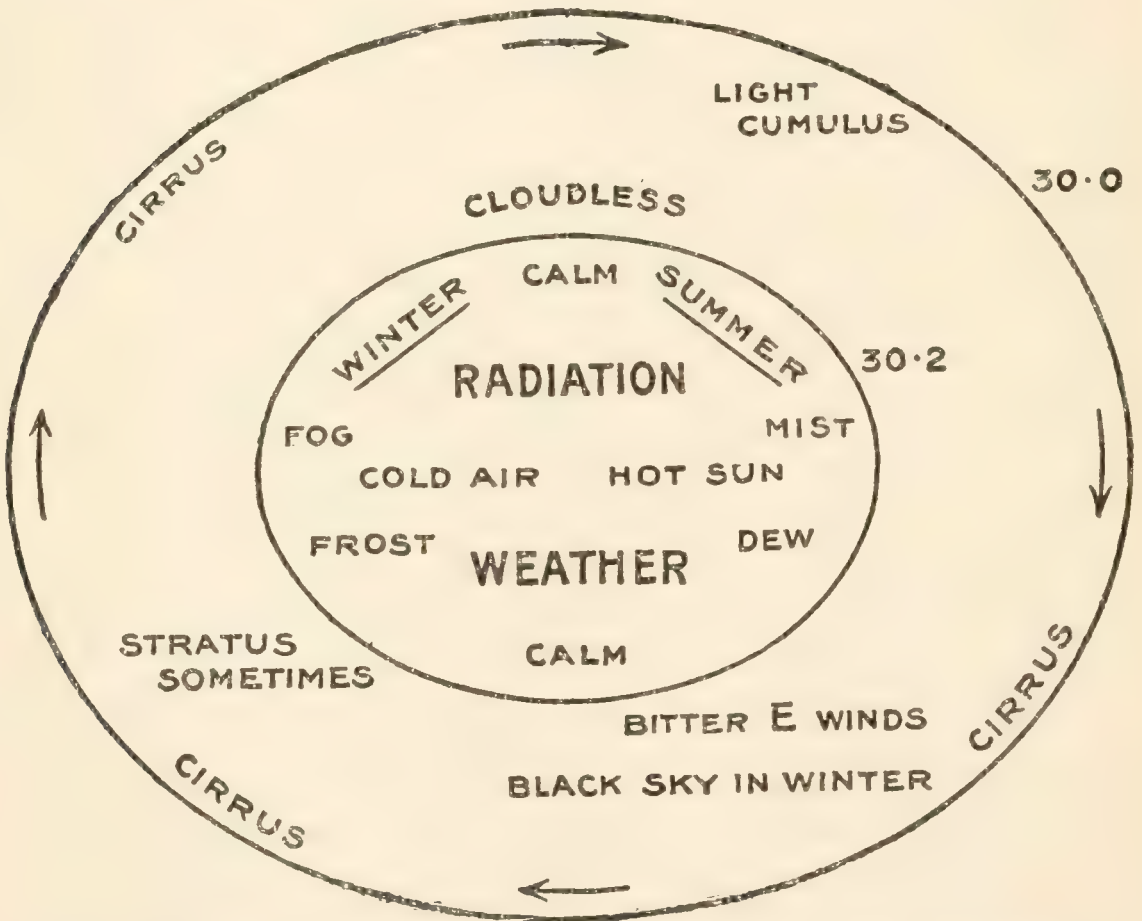 LIGHT
CUMULUS
CIRRUS
30·0
CLOUDLESS
CALM
WINTER
SUMMER
30·2
RADIATION
FOG
MIST
COLD AIR
HOT SUN
FROST
DEW
WEATHER
STRATUS
SOMETIMES
CALM
CIRRUS
BITTER E WINDS
BLACK SKY IN WINTER
CIRRUS